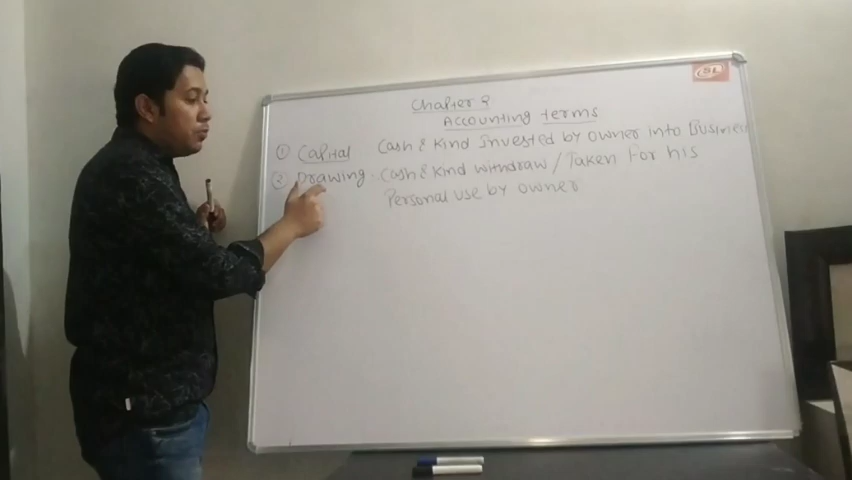 Chapter 2
Accounting terms
① Capital Cash & Kind Invested by owner into Business
② Drawing :- Cash & Kind withdraw / Taken For his
Personal use by owner